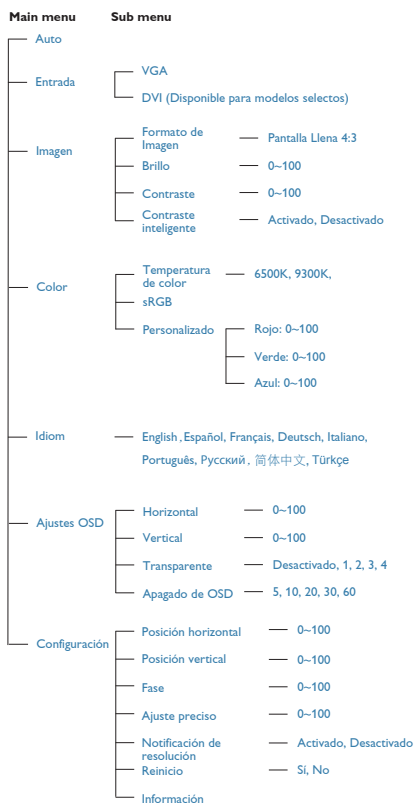 Main menu Sub menu
Auto
Entrada
VGA
DVI (Disponible para modelos selectos)
Imagen
Formato de
Imagen
Pantalla Llena 4:3
Brillo
0~100
Contraste
0~100
Contraste
inteligente
Activado, Desactivado
Color
Temperatura
de color
6500K, 9300K,
sRGB
Personalizado
Rojo: 0~100
Verde: 0~100
Azul: 0~100
Idiom
English , Español, Français, Deutsch, Italiano,
Português, Русский , 简体中文, Türkçe
Ajustes OSD
Horizontal
0~100
Vertical
0~100
Transparente
Desactivado, 1, 2, 3, 4
Apagado de OSD
5, 10, 20, 30, 60
Configuración
Posición horizontal
0~100
Posición vertical
0~100
Fase
0~100
Ajuste preciso
0~100
Notificación de
resolución
Activado, Desactivado
Reinicio
Sí, No
Información